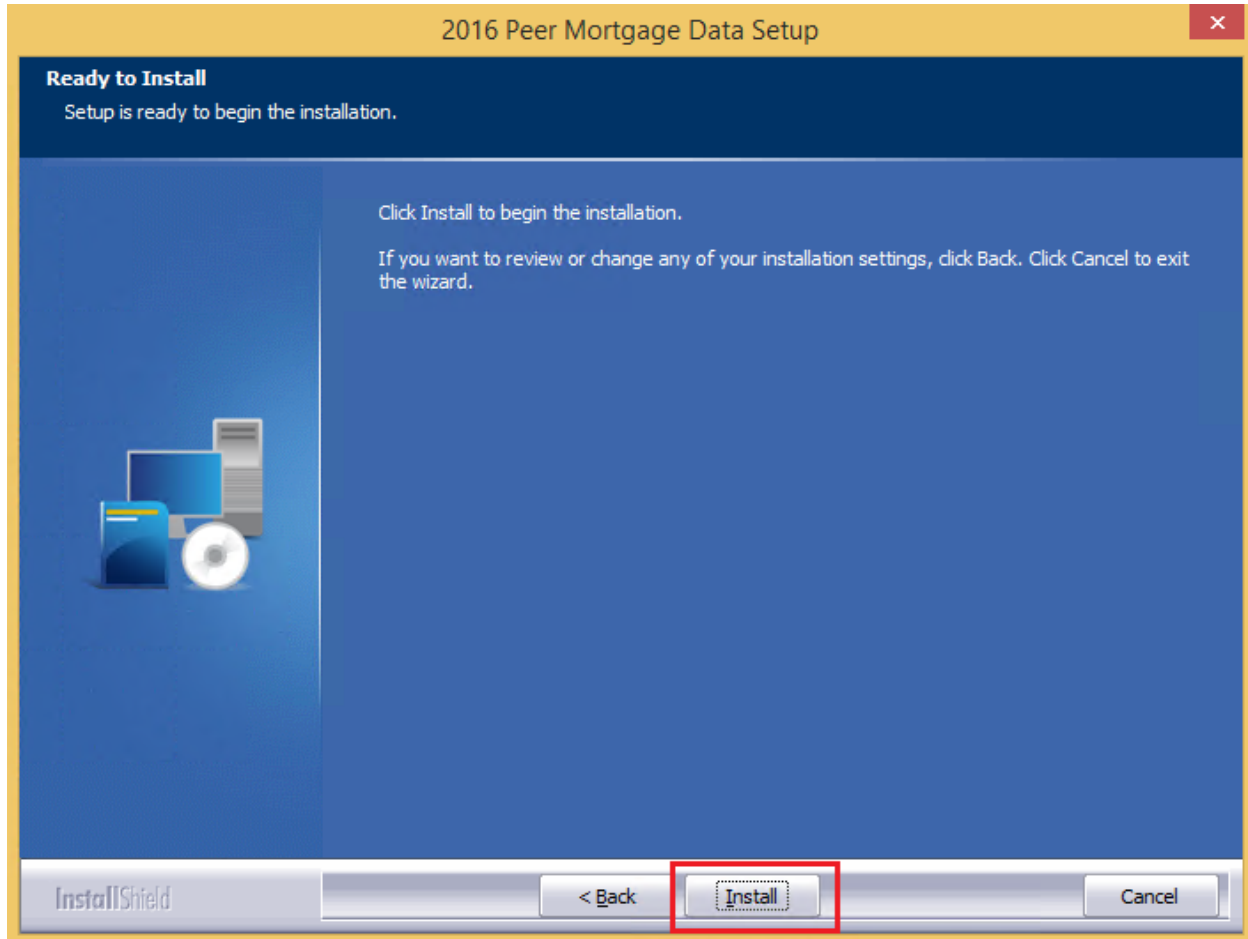 2016 Peer Mortgage Data Setup
Ready to Install
Setup is ready to begin the installation.
Click Install to begin the installation.
If you want to review or change any of your installation settings, click Back. Click Cancel to exit
the wizard.
InstallShield
< Back
Install
Cancel